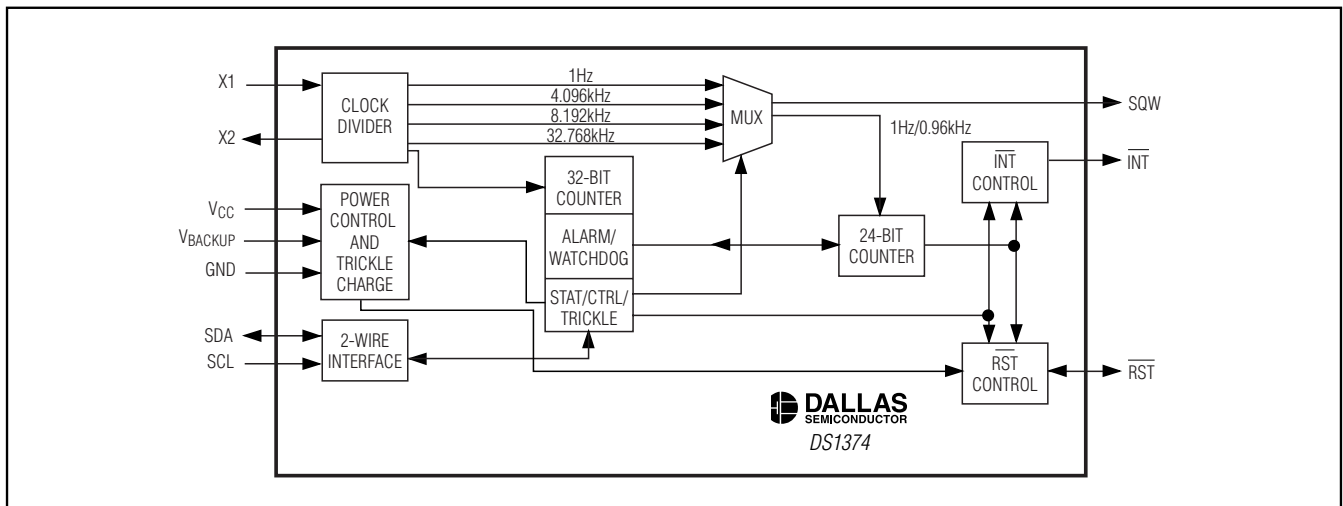 X1
X2
CLOCK
DIVIDER
1Hz
4.096kHz
8.192kHz
32.768kHz
MUX
SQW
1Hz/0.96kHz
INT
CONTROL
INT
VCC
VBACKUP
GND
POWER
CONTROL
AND
TRICKLE
CHARGE
32-BIT
COUNTER
ALARM/
WATCHDOG
STAT/CTRL/
TRICKLE
24-BIT
COUNTER
SDA
SCL
2-WIRE
INTERFACE
RST
CONTROL
RST
DALLAS
SEMICONDUCTOR
DS1374